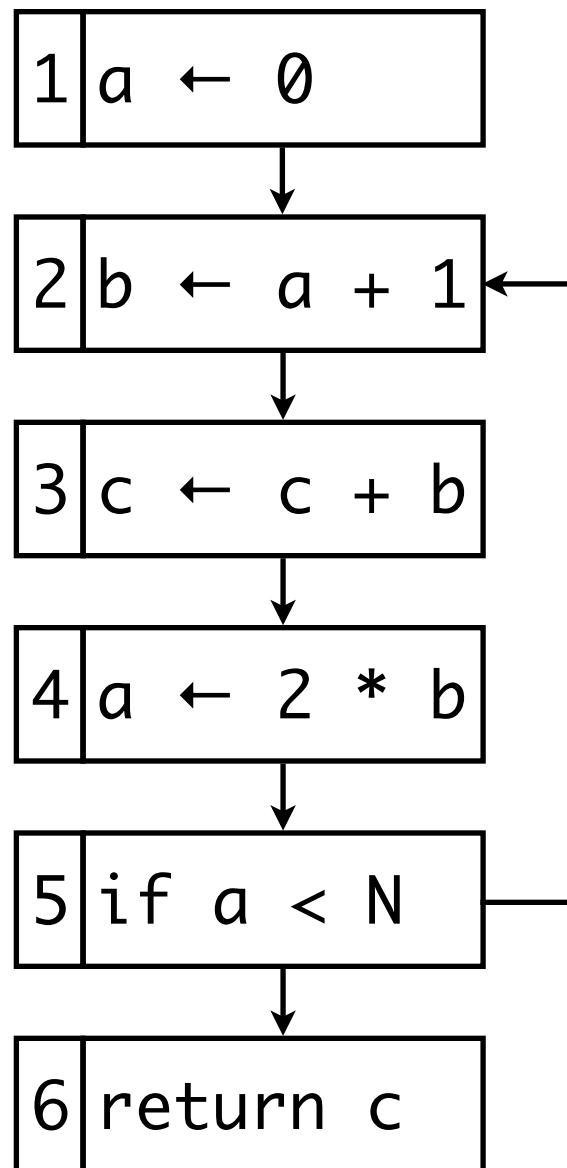 1 a ← 0
2 b ← a + 1
3 c ← c + b
4 a ← 2 * b
5 if a < N
6 return c